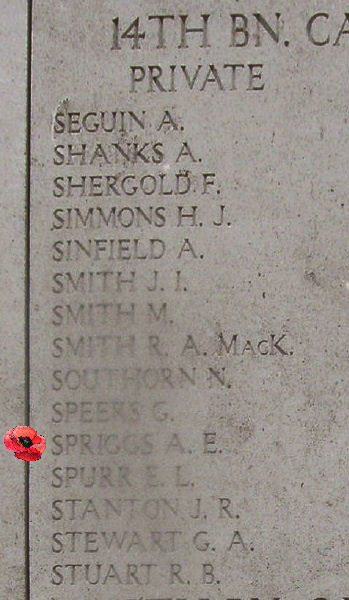 14TH BN. CA
PRIVATE
SEGUIN A.
SHANKS A.
SHERGOLD F.
SIMMONS H. J.
SINFIELD A.
SMITH J. I.
SMITH M.
SMITH R. A. MACK.
SOUTHORN N.
SPEERS G.
SPRIGGS A. E.
SPURR E. L.
STANTON J. R.
STEWART G. A.
STUART R. B.